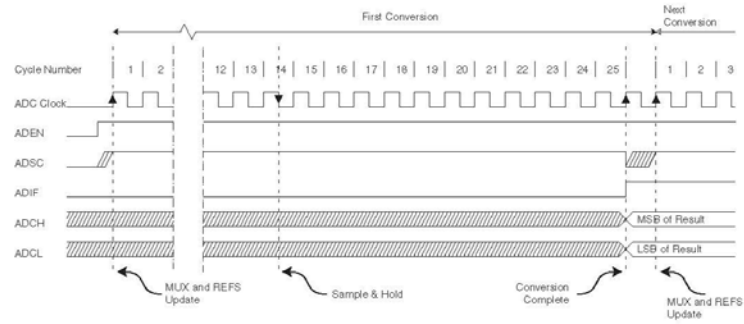 First Conversion
Next
Conversion
Cycle Number 1 2 12 13 14 15 16 17 18 19 20 21 22 23 24 25 1 2 3
ADC Clock
ADEN
ADSC
ADIF
ADCH MSB of Result
ADCL LSB of Result
MUX and REFS
Update
Sample & Hold
Conversion
Complete
MUX and REFS
Update